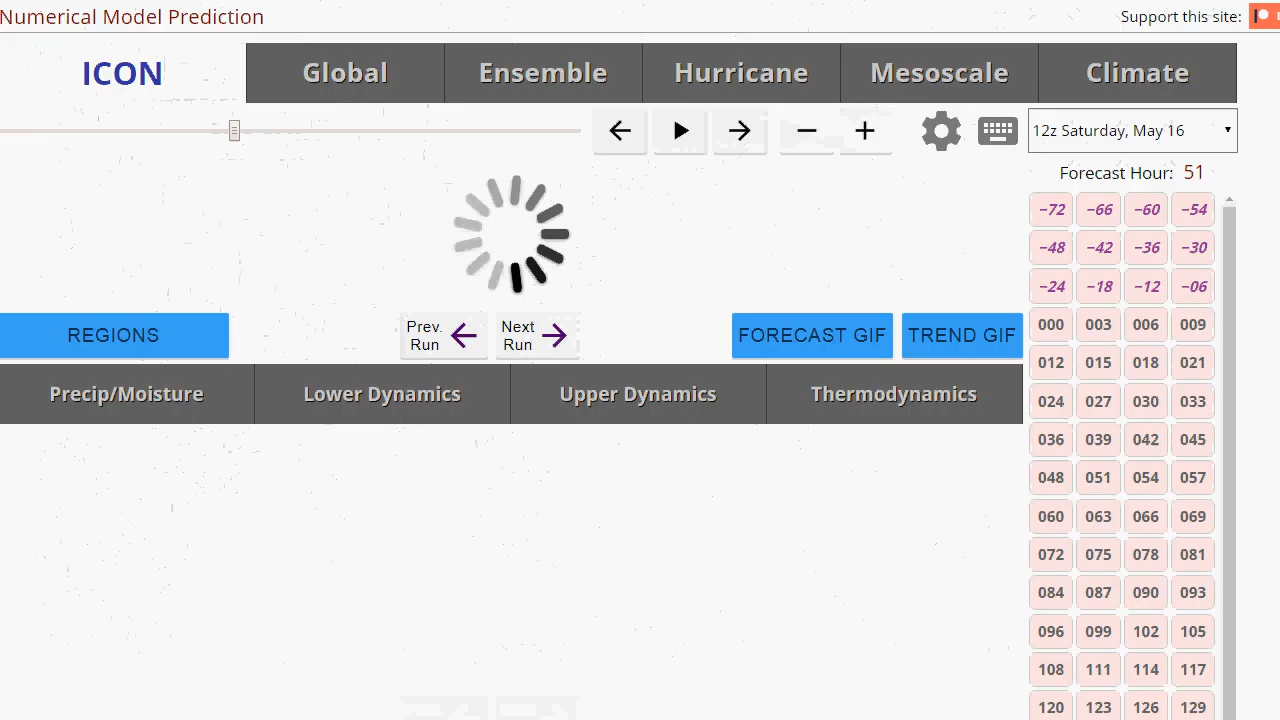 Numerical Model Prediction
Support this site:
ICON
Global
Ensemble
Hurricane
Mesoscale
Climate
12z Saturday, May 16
Forecast Hour: 51
−72 −66 −60 −54
−48 −42 −36 −30
−24 −18 −12 −06
REGIONS
Prev. Run
Next Run
FORECAST GIF
TREND GIF
000 003 006 009
012 015 018 021
Precip/Moisture
Lower Dynamics
Upper Dynamics
Thermodynamics
024 027 030 033
036 039 042 045
048 051 054 057
060 063 066 069
072 075 078 081
084 087 090 093
096 099 102 105
108 111 114 117
120 123 126 129